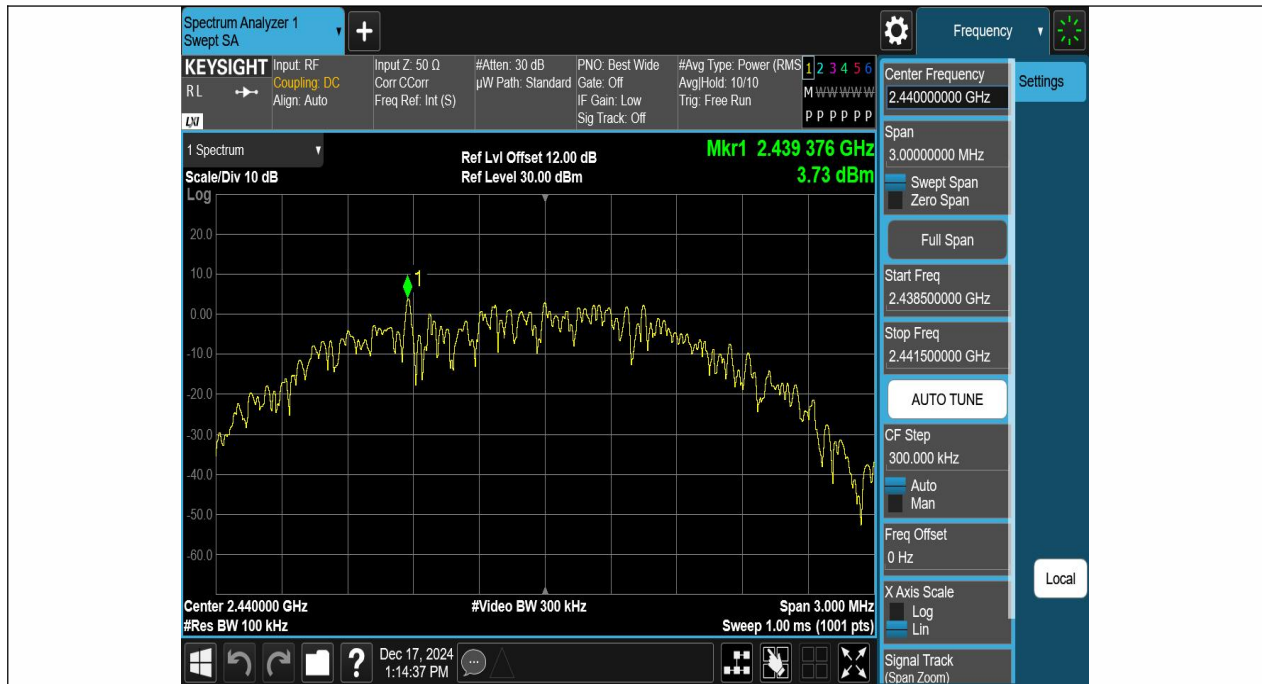 Spectrum Analyzer 1
Swept SA
+
Frequency
KEYSIGHT
RL
LXI
Input: RF
Coupling: DC
Align: Auto
Input Z: 50 Ω
Corr CCorr
Freq Ref: Int (S)
#Atten: 30 dB
µW Path: Standard
PNO: Best Wide
Gate: Off
IF Gain: Low
Sig Track: Off
#Avg Type: Power (RMS
Avg|Hold: 10/10
Trig: Free Run
1 2 3 4 5 6
M W W W W W
P P P P P P
1 Spectrum
Scale/Div 10 dB
Log
Ref Lvl Offset 12.00 dB
Ref Level 30.00 dBm
Mkr1 2.439 376 GHz
3.73 dBm
20.0
10.0
0.00
-10.0
-20.0
-30.0
-40.0
-50.0
-60.0
1
Center 2.440000 GHz
#Res BW 100 kHz
#Video BW 300 kHz
Span 3.000 MHz
Sweep 1.00 ms (1001 pts)
?
Dec 17, 2024
1:14:37 PM
Center Frequency
2.440000000 GHz
Span
3.00000000 MHz
Swept Span
Zero Span
Full Span
Start Freq
2.438500000 GHz
Stop Freq
2.441500000 GHz
AUTO TUNE
CF Step
300.000 kHz
Auto
Man
Freq Offset
0 Hz
X Axis Scale
Log
Lin
Signal Track
(Span Zoom)
Settings
Local